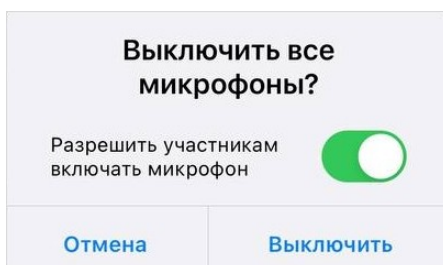 Выключить все
микрофоны?
Разрешить участникам
включать микрофон
Отмена
Выключить